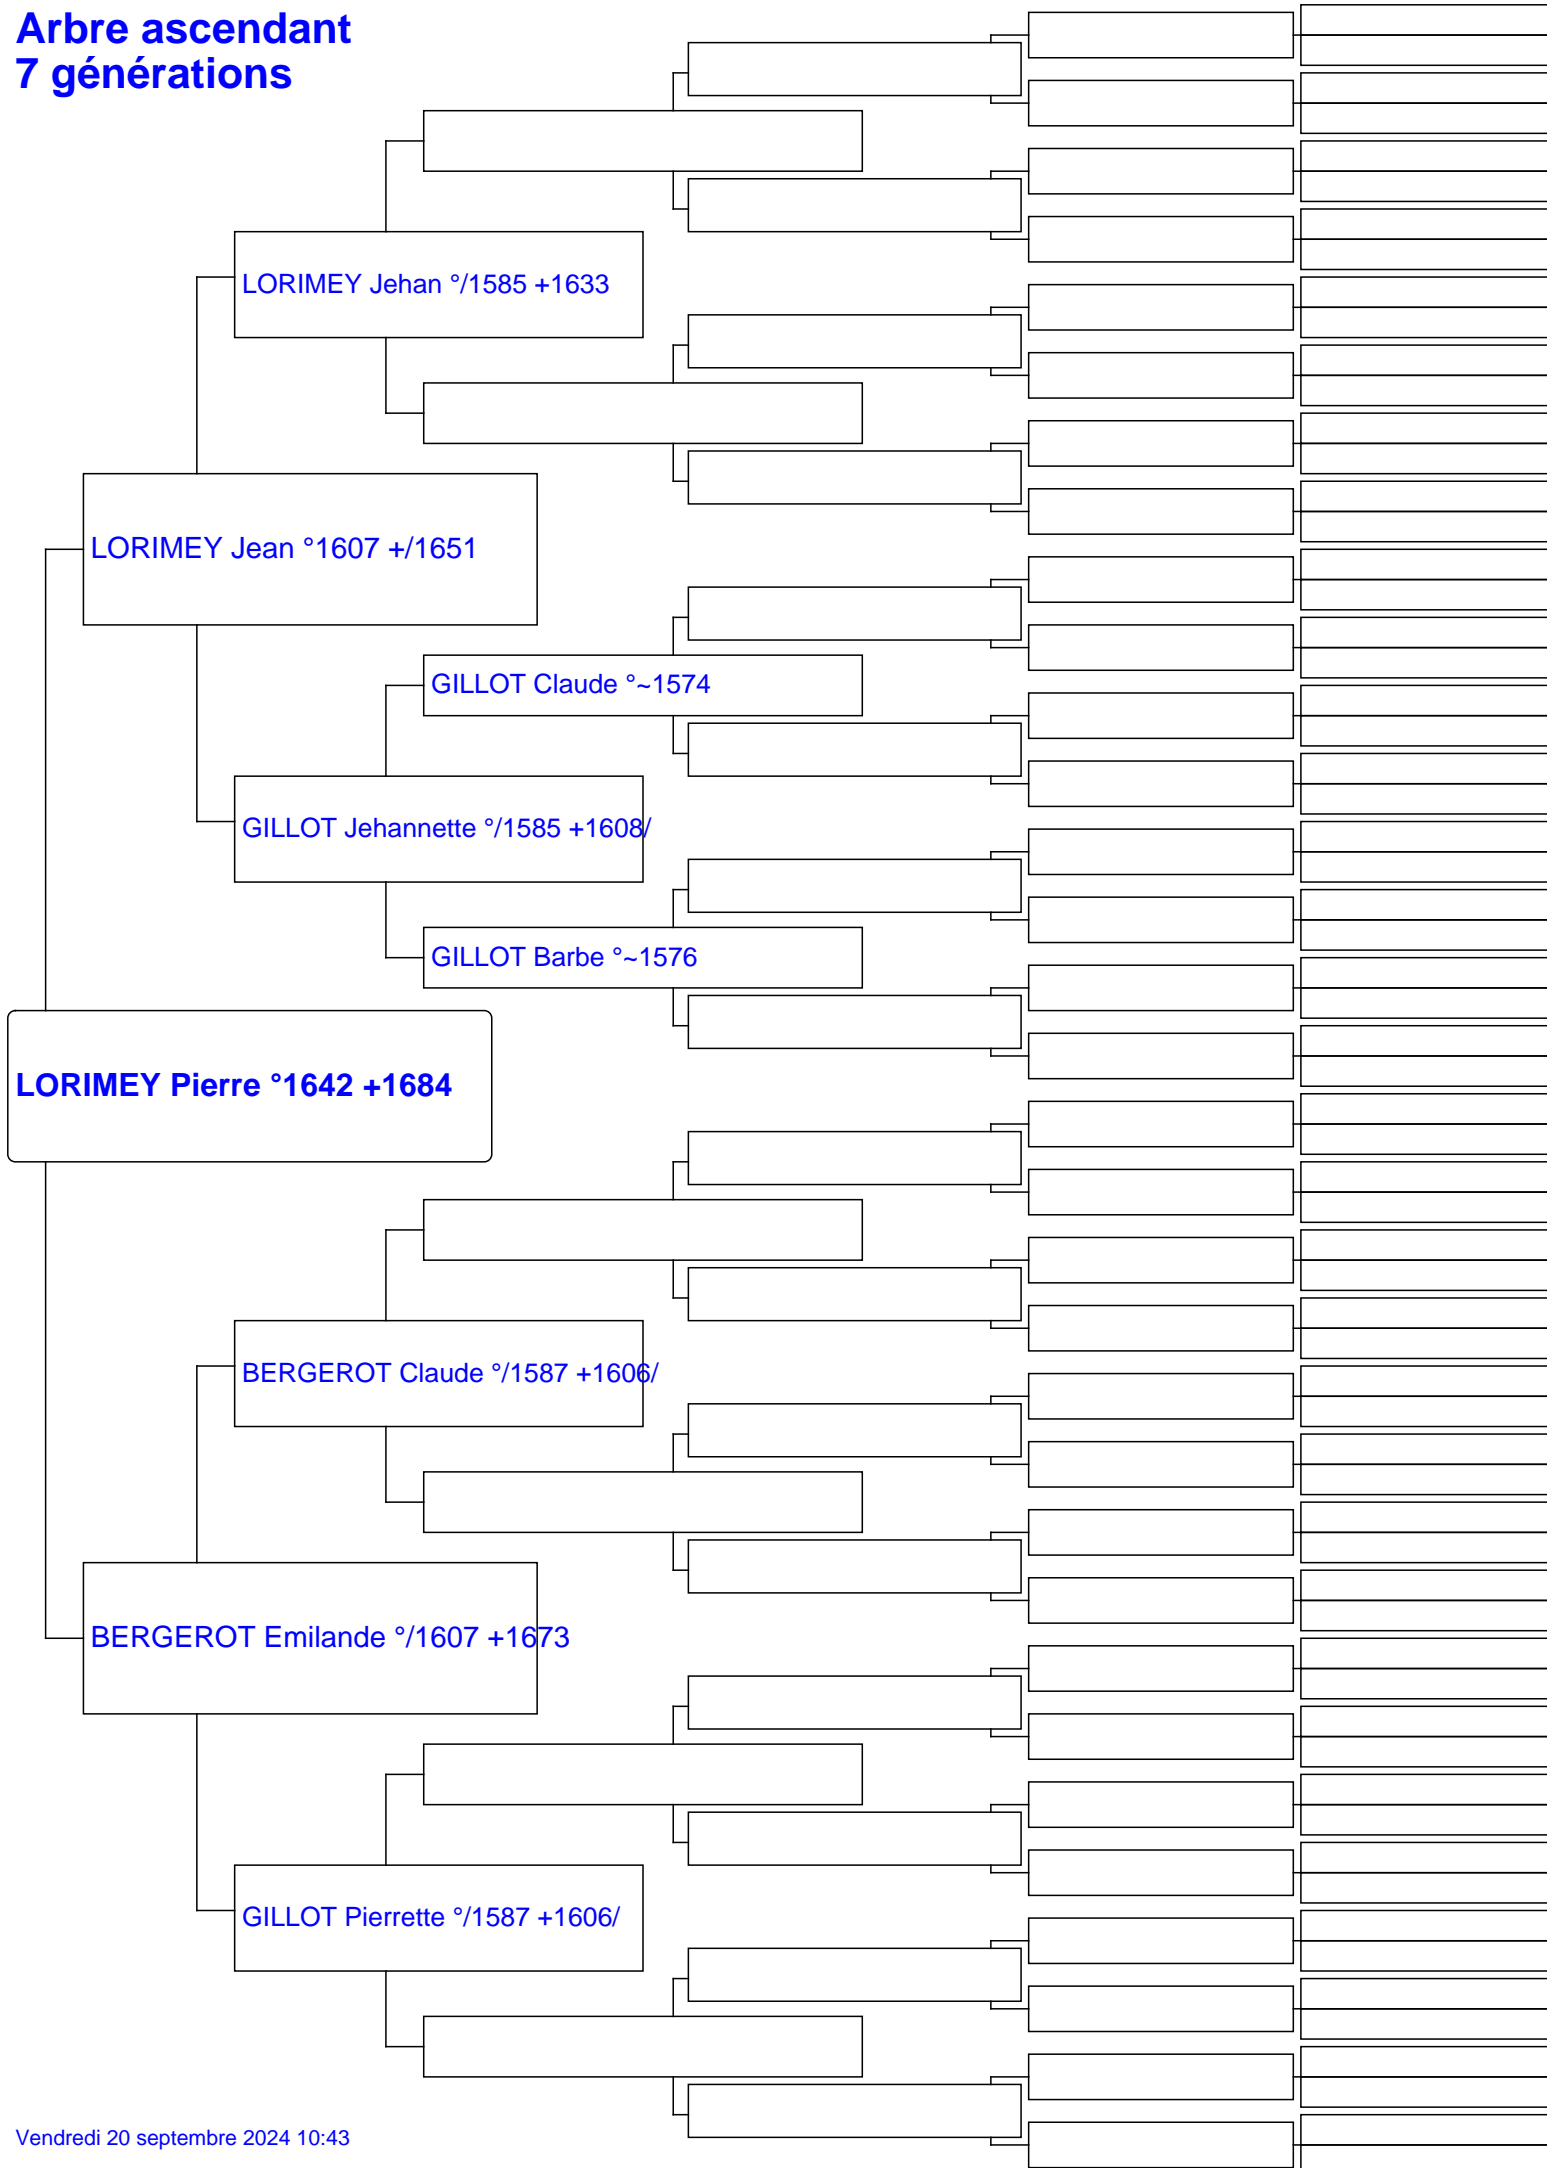 Arbre ascendant
7 générations
LORIMEY Jehan °/1585 +1633
LORIMEY Jean °1607 +/1651
GILLOT Claude °~1574
GILLOT Jehannette °/1585 +1608/
GILLOT Barbe °~1576
LORIMEY Pierre °1642 +1684
BERGEROT Claude °/1587 +1606/
BERGEROT Emilande °/1607 +1673
GILLOT Pierrette °/1587 +1606/
Vendredi 20 septembre 2024 10:43